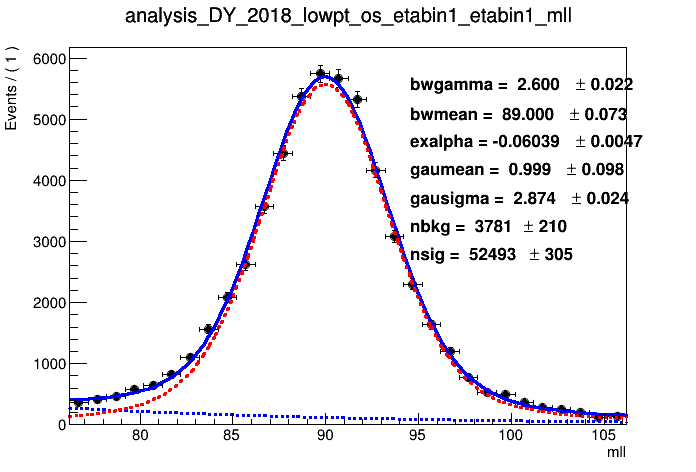 analysis_DY_2018_lowpt_os_etabin1_etabin1_mll
Events / ( 1 )
6000
5000
4000
3000
2000
1000
0
bwgamma = 2.600 ± 0.022
bwmean = 89.000 ± 0.073
exalpha = -0.06039 ± 0.0047
gaumean = 0.999 ± 0.098
gausigma = 2.874 ± 0.024
nbkg = 3781 ± 210
nsig = 52493 ± 305
80 85 90 95 100 105
mll